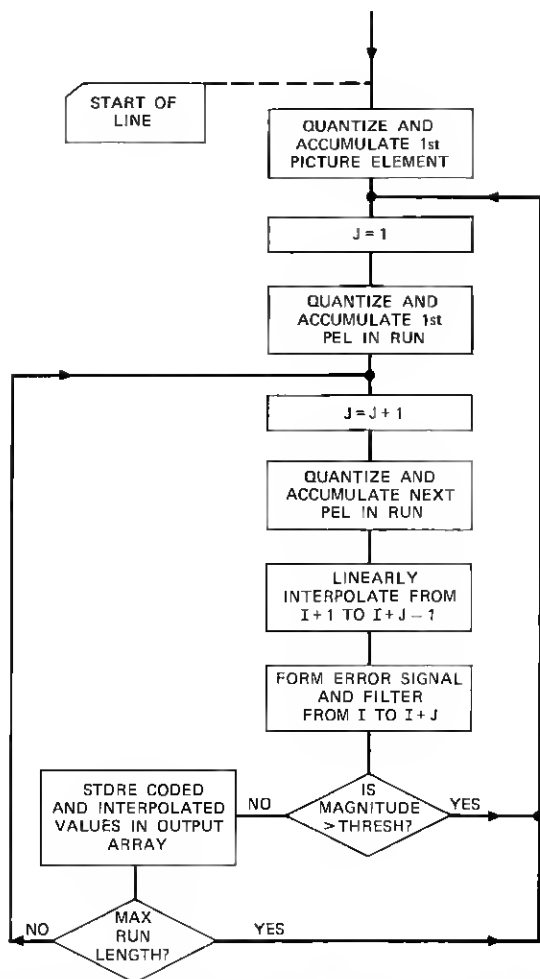 START OF
LINE
QUANTIZE AND
ACCUMULATE 1st
PICTURE ELEMENT
J = 1
QUANTIZE AND
ACCUMULATE 1st
PEL IN RUN
J = J + 1
QUANTIZE AND
ACCUMULATE NEXT
PEL IN RUN
LINEARLY
INTERPOLATE FROM
I + 1 TO I + J - 1
FORM ERROR SIGNAL
AND FILTER
FROM I TO I + J
IS
MAGNITUDE
> THRESH?
NO
YES
STORE CODED
AND INTERPOLATED
VALUES IN OUTPUT
ARRAY
MAX
RUN
LENGTH?
NO
YES